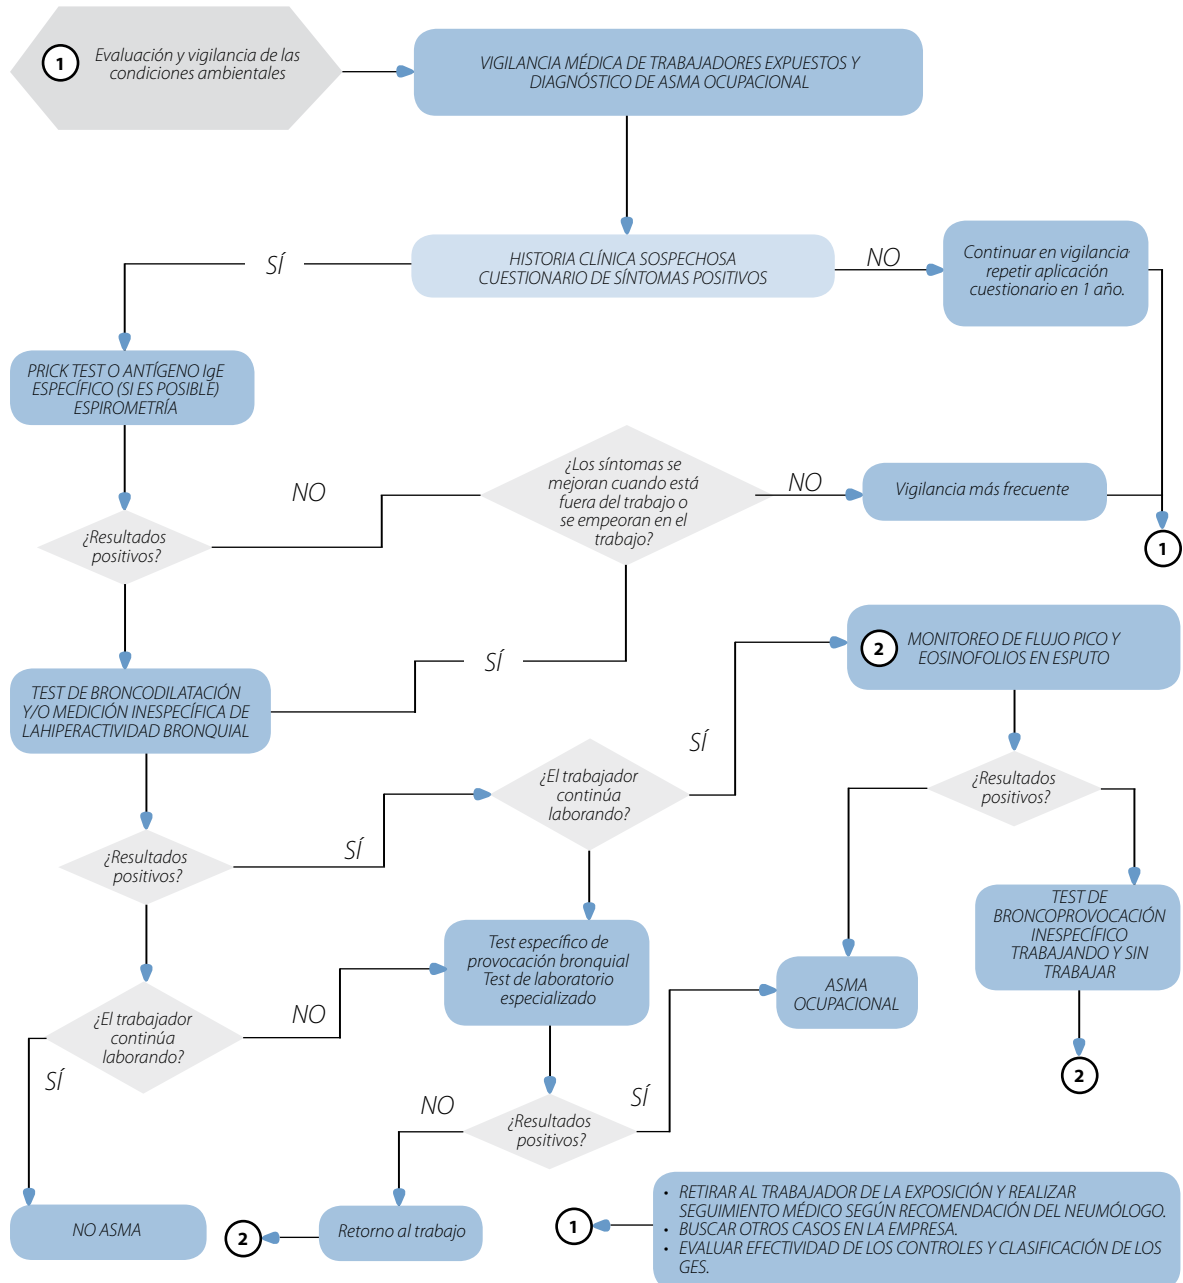 1
Evaluación y vigilancia de las
condiciones ambientales
VIGILANCIA MÉDICA DE TRABAJADORES EXPUESTOS Y
DIAGNÓSTICO DE ASMA OCUPACIONAL
SÍ
HISTORIA CLÍNICA SOSPECHOSA
CUESTIONARIO DE SÍNTOMAS POSITIVOS
NO
Continuar en vigilancia
repetir aplicación
cuestionario en 1 año.
PRICK TEST O ANTÍGENO IgE
ESPECÍFICO (SI ES POSIBLE)
ESPIROMETRÍA
¿Resultados
positivos?
NO
¿Los síntomas se
mejoran cuando está
fuera del trabajo o
se empeoran en el
trabajo?
NO
Vigilancia más frecuente
1
SÍ
TEST DE BRONCODILATACIÓN
Y/O MEDICIÓN INESPECÍFICA DE
LAHIPERACTIVIDAD BRONQUIAL
2
MONITOREO DE FLUJO PICO Y
EOSINOFOLIOS EN ESPUTO
SÍ
¿El trabajador
continúa
laborando?
¿Resultados
positivos?
¿Resultados
positivos?
SÍ
TEST DE
BRONCOPROVOCACIÓN
INESPECÍFICO
TRABAJANDO Y SIN
TRABAJAR
Test específico de
provocación bronquial
Test de laboratorio
especializado
ASMA
OCUPACIONAL
¿El trabajador
continúa
laborando?
NO
SÍ
2
NO
¿Resultados
positivos?
SÍ
NO ASMA
2
Retorno al trabajo
1
• RETIRAR AL TRABAJADOR DE LA EXPOSICIÓN Y REALIZAR
SEGUIMIENTO MÉDICO SEGÚN RECOMENDACIÓN DEL NEUMÓLOGO.
• BUSCAR OTROS CASOS EN LA EMPRESA.
• EVALUAR EFECTIVIDAD DE LOS CONTROLES Y CLASIFICACIÓN DE LOS
GES.